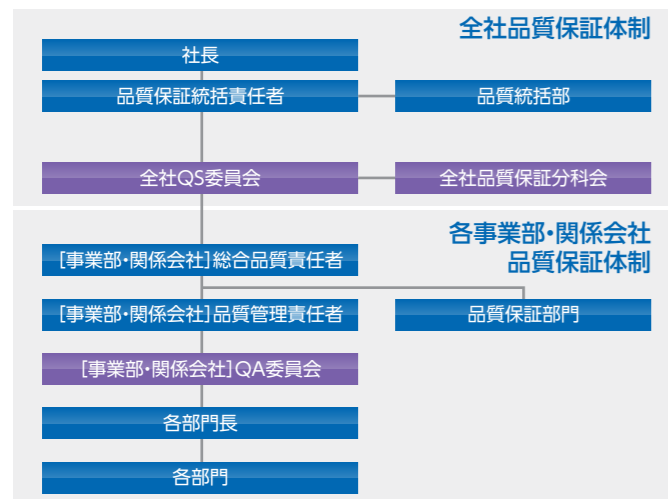 全社品質保証体制
社長
品質保証統括責任者
品質統括部
全社QS委員会
全社品質保証分科会
各事業部・関係会社
品質保証体制
[事業部・関係会社]総合品質責任者
[事業部・関係会社]品質管理責任者
品質保証部門
[事業部・関係会社]QA委員会
各部門長
各部門